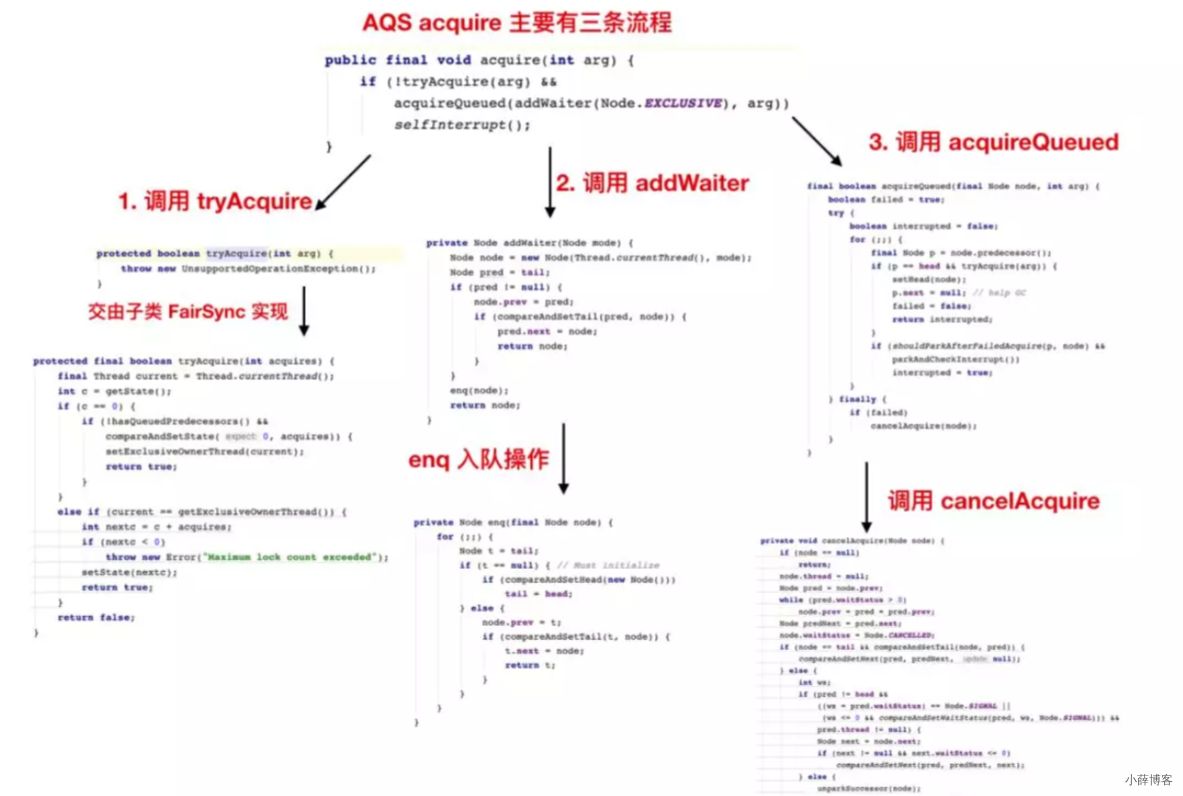 AQS acquire 主要有三条流程
public final void acquire(int arg) {
if (!tryAcquire(arg) &&
acquireQueued(addWaiter(Node.EXCLUSIVE), arg))
selfInterrupt();
}
1. 调用 tryAcquire
protected boolean tryAcquire(int arg) {
throw new UnsupportedOperationException();
}
交由子类 FairSync 实现
protected final boolean tryAcquire(int acquires) {
final Thread current = Thread.currentThread();
int c = getState();
if (c == 0) {
if (!hasQueuedPredecessors() &&
compareAndSetState( expect: 0, acquires)) {
setExclusiveOwnerThread(current);
return true;
}
}
else if (current == getExclusiveOwnerThread()) {
int nextc = c + acquires;
if (nextc < 0)
throw new Error("Maximum lock count exceeded");
setState(nextc);
return true;
}
return false;
}
2. 调用 addWaiter
private Node addWaiter(Node mode) {
Node node = new Node(Thread.currentThread(), mode);
Node pred = tail;
if (pred != null) {
node.prev = pred;
if (compareAndSetTail(pred, node)) {
pred.next = node;
return node;
}
}
enq(node);
return node;
}
enq 入队操作
private Node enq(final Node node) {
for (;;) {
Node t = tail;
if (t == null) { // Must initialize
if (compareAndSetHead(new Node()))
tail = head;
} else {
node.prev = t;
if (compareAndSetTail(t, node)) {
t.next = node;
return t;
}
}
}
}
3. 调用 acquireQueued
final boolean acquireQueued(final Node node, int arg) {
boolean failed = true;
try {
boolean interrupted = false;
for (;;) {
final Node p = node.predecessor();
if (p == head && tryAcquire(arg)) {
setHead(node);
p.next = null; // help GC
failed = false;
return interrupted;
}
if (shouldParkAfterFailedAcquire(p, node) &&
parkAndCheckInterrupt())
interrupted = true;
}
} finally {
if (failed)
cancelAcquire(node);
}
}
调用 cancelAcquire
private void cancelAcquire(Node node) {
if (node == null)
return;
node.thread = null;
Node pred = node.prev;
while (pred.waitStatus > 0)
node.prev = pred = pred.prev;
Node predNext = pred.next;
node.waitStatus = Node.CANCELLED;
if (node == tail && compareAndSetTail(node, pred)) {
compareAndSetNext(pred, predNext, update: null);
} else {
int ws;
if (pred != head &&
((ws = pred.waitStatus) == Node.SIGNAL ||
(ws <= 0 && compareAndSetWaitStatus(pred, ws, Node.SIGNAL))) &&
pred.thread != null) {
Node next = node.next;
if (next != null && next.waitStatus <= 0)
compareAndSetNext(pred, predNext, next);
} else {
unparkSuccessor(node);
小薛博客